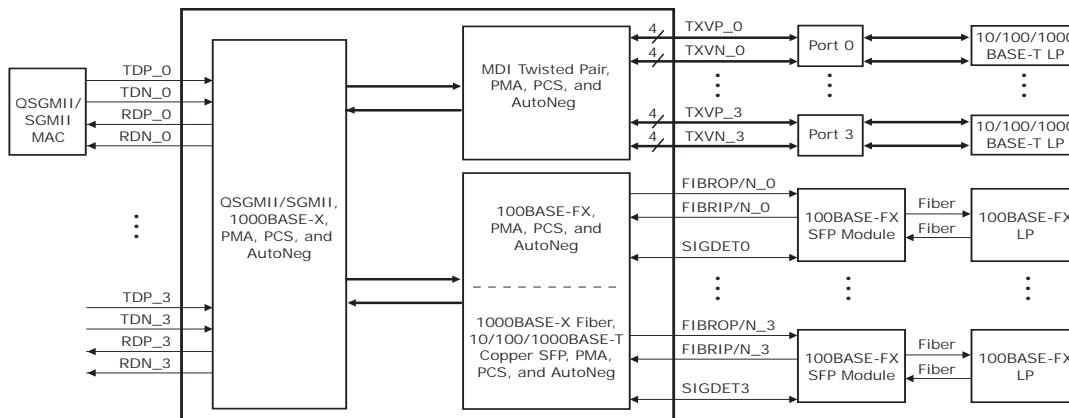 QSGMII/
SGMII
MAC
TDP_0
TDN_0
RDP_0
RDN_0
TDP_3
TDN_3
RDP_3
RDN_3
QSGMII/SGMII,
1000BASE-X,
PMA, PCS, and
AutoNeg
MDI Twisted Pair,
PMA, PCS, and
AutoNeg
100BASE-FX,
PMA, PCS, and
AutoNeg
1000BASE-X Fiber,
10/100/1000BASE-T
Copper SFP, PMA,
PCS, and AutoNeg
4 TXVP_0
4 TXVN_0
4 TXVP_3
4 TXVN_3
Port 0
Port 3
10/100/1000
BASE-T LP
10/100/1000
BASE-T LP
FIBROP/N_0
FIBRIP/N_0
SIGDET0
100BASE-FX
SFP Module
Fiber
Fiber
100BASE-FX
LP
FIBROP/N_3
FIBRIP/N_3
SIGDET3
100BASE-FX
SFP Module
Fiber
Fiber
100BASE-FX
LP